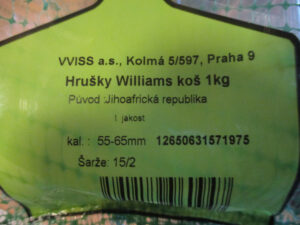 VVISS a.s., Kolmá 5/597, Praha 9
Hrušky Williams koš 1kg
Původ :Jihoafrická republika
I. jakost
kal. : 55-65mm 12650631571975
Šarže: 15/2